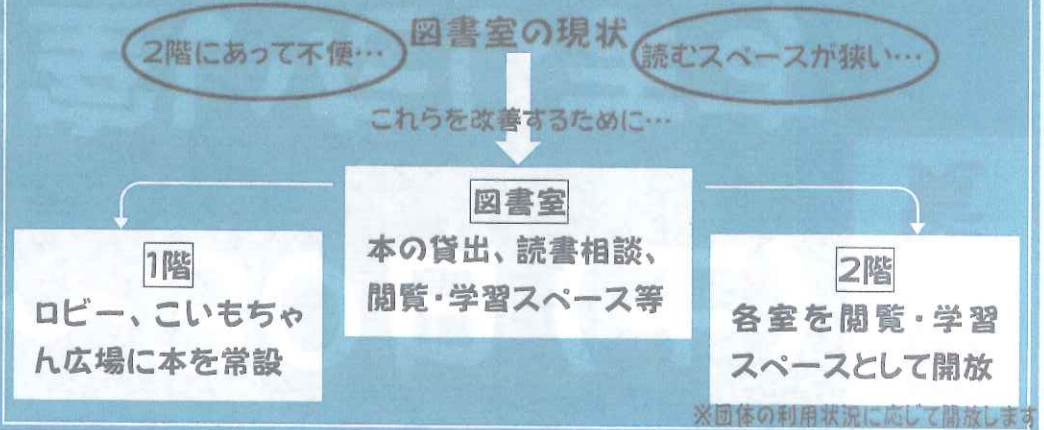 図書室の現状
2階にあって不便…
読むスペースが狭い…
これらを改善するために…
図書室
本の貸出、読書相談、
閲覧・学習スペース等
1階
ロビー、こいもちゃ
ん広場に本を常設
2階
各室を閲覧・学習
スペースとして開放
※団体の利用状況に応じて開放します